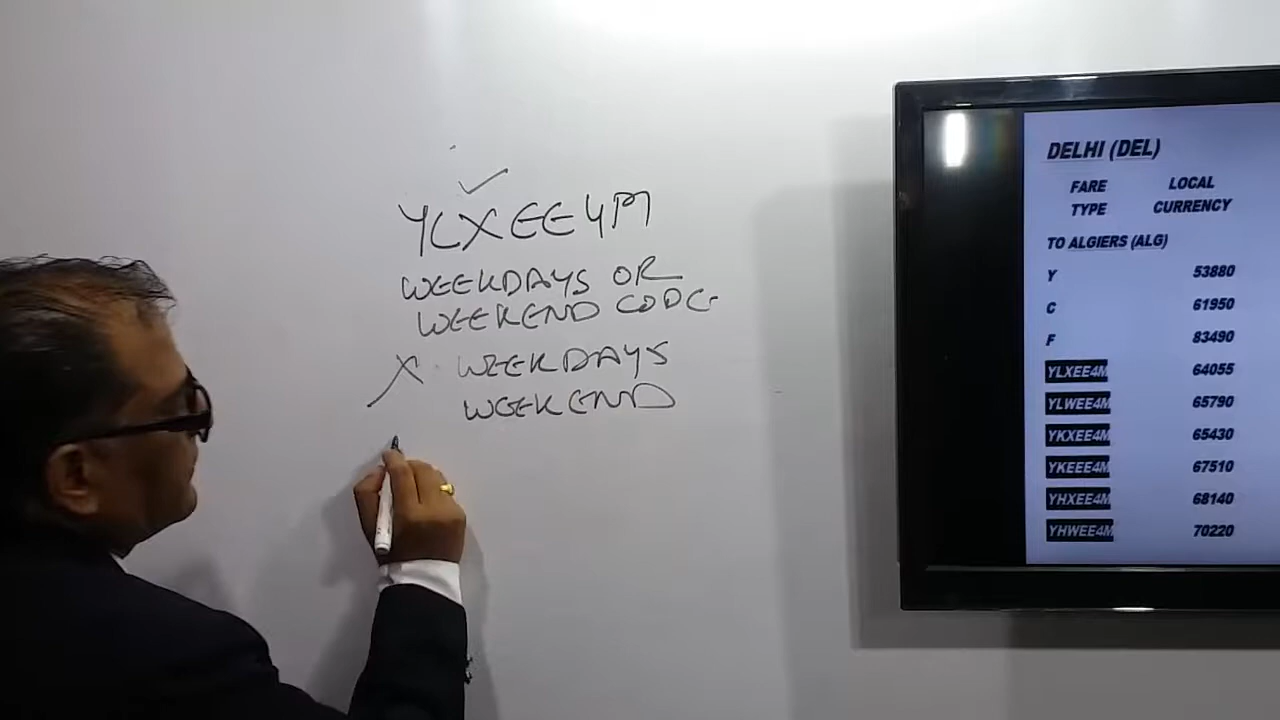 YLXEE4M
WEEKDAYS OR
WEEKEND CODE
X WEEKDAYS
WEEKEND
DELHI (DEL)
FARE LOCAL
TYPE CURRENCY
TO ALGIERS (ALG)
Y 53880
C 61950
F 83490
YLXEE4M 64055
YLWEE4M 65790
YKXEE4M 65430
YKEEE4M 67510
YHXEE4M 68140
YHWEE4M 70220